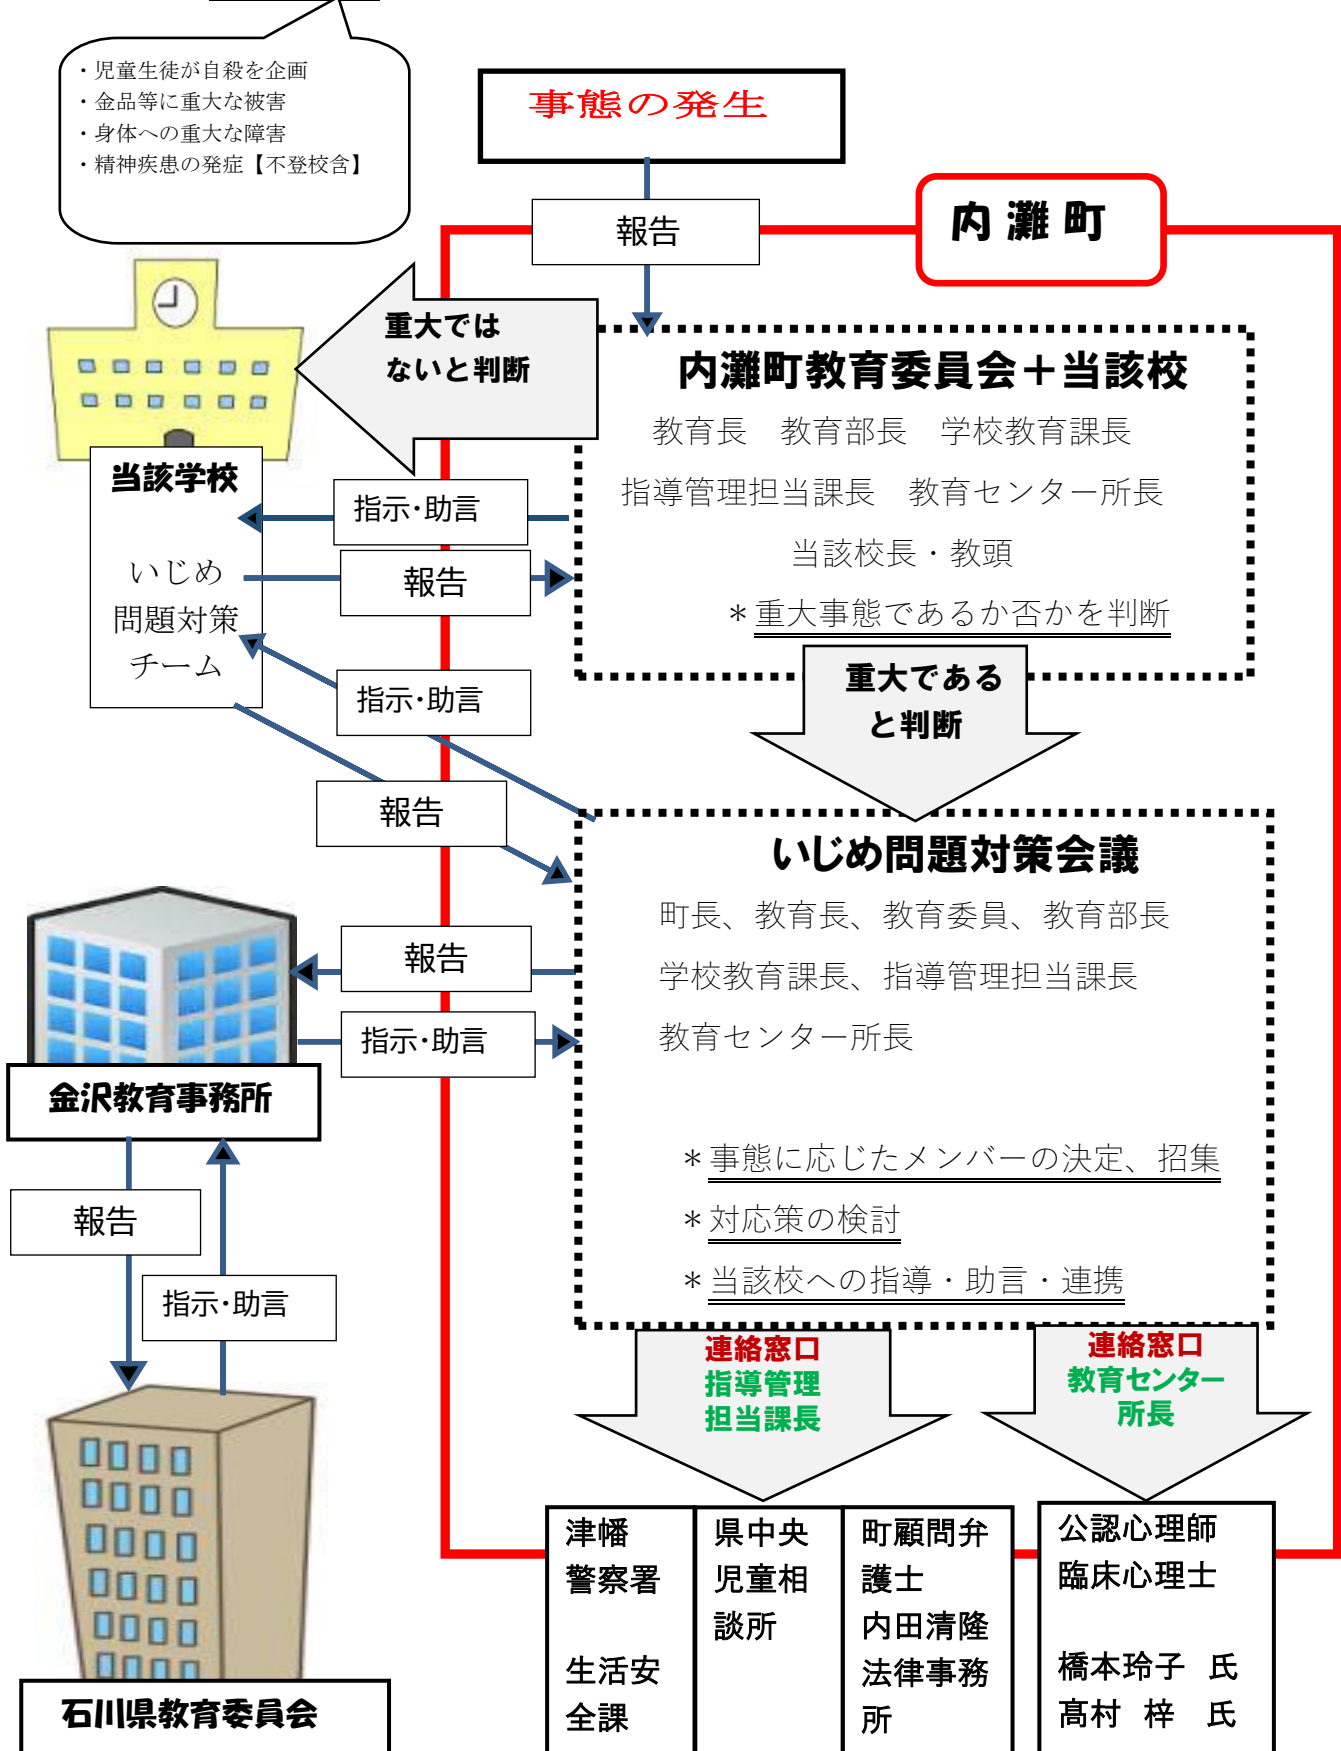 ・児童生徒が自殺を企画
・金品等に重大な被害
・身体への重大な障害
・精神疾患の発症【不登校含】
事態の発生
報告
内灘町
重大では
ないと判断
内灘町教育委員会＋当該校
教育長　教育部長　学校教育課長
指導管理担当課長　教育センター所長
当該校長・教頭
＊重大事態であるか否かを判断
当該学校
いじめ
問題対策
チーム
指示･助言
報告
指示･助言
報告
重大である
と判断
いじめ問題対策会議
町長、教育長、教育委員、教育部長
学校教育課長、指導管理担当課長
教育センター所長
＊事態に応じたメンバーの決定、招集
＊対応策の検討
＊当該校への指導・助言・連携
報告
指示･助言
金沢教育事務所
報告
指示･助言
石川県教育委員会
連絡窓口
指導管理
担当課長
連絡窓口
教育センター
所長
津幡
警察署
生活安
全課
県中央
児童相
談所
町顧問弁
護士
内田清隆
法律事務
所
公認心理師
臨床心理士
橋本玲子　氏
髙村　梓　氏